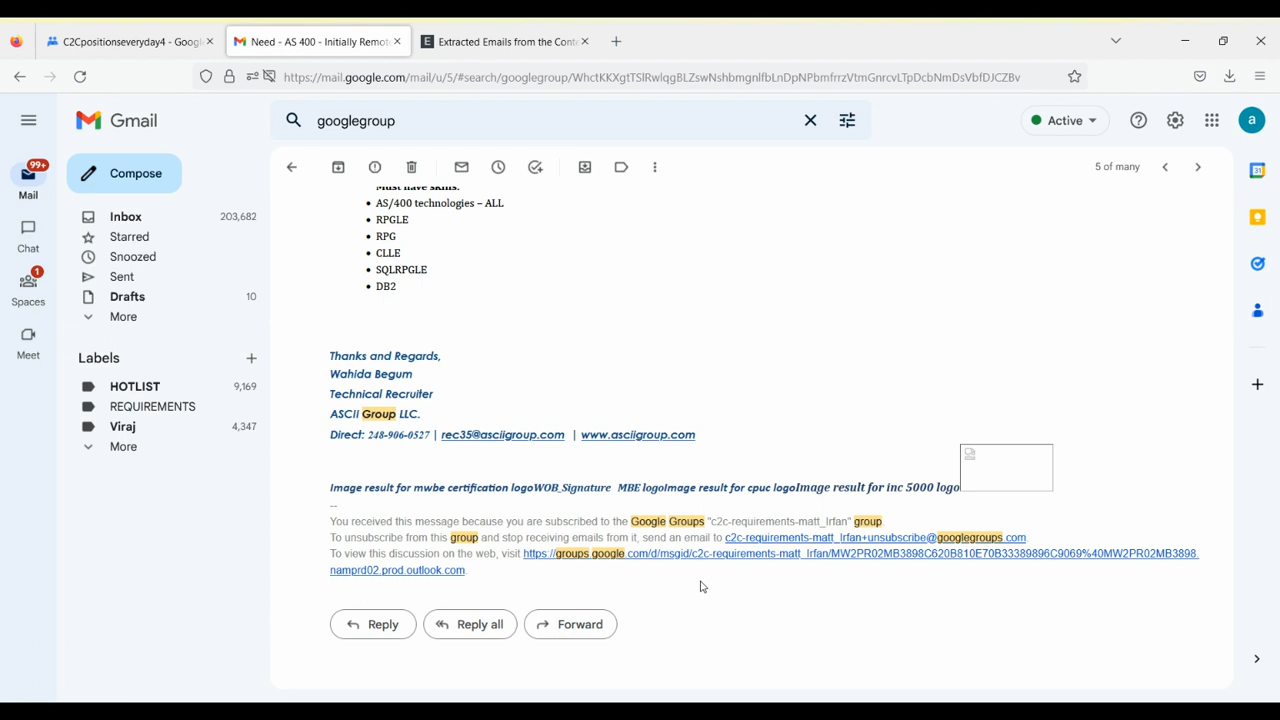 C2Cpositionseveryday4 - Googl
Need - AS 400 - Initially Remot
Extracted Emails from the Conte
https://mail.google.com/mail/u/5/#search/googlegroup/
Gmail
googlegroup
Active
a
99+
Mail
Compose
5 of many
Inbox 203,682
Starred
Chat
Snoozed
Sent
1
Spaces
Drafts 10
More
Meet
Labels
HOTLIST 9,169
REQUIREMENTS
Viraj 4,347
More
31
Must have skills:
• AS/400 technologies – ALL
• RPGLE
• RPG
• CLLE
• SQLRPGLE
• DB2
Thanks and Regards,
Wahida Begum
Technical Recruiter
ASCII Group LLC.
Direct: 248-906-0527 | rec35@asciigroup.com | www.asciigroup.com
Image result for mwbe certification logoWOB_Signature MBE logoImage result for cpuc logoImage result for inc 5000 logo
--
You received this message because you are subscribed to the Google Groups "c2c-requirements-matt_Irfan" group.
To unsubscribe from this group and stop receiving emails from it, send an email to c2c-requirements-matt_Irfan+unsubscribe@googlegroups.com.
To view this discussion on the web, visit https://groups.google.com/d/msgid/c2c-requirements-matt_Irfan/MW2PR02MB3898C620B810E70B33389896C9069%40MW2PR02MB3898.
namprd02.prod.outlook.com.
Reply
Reply all
Forward